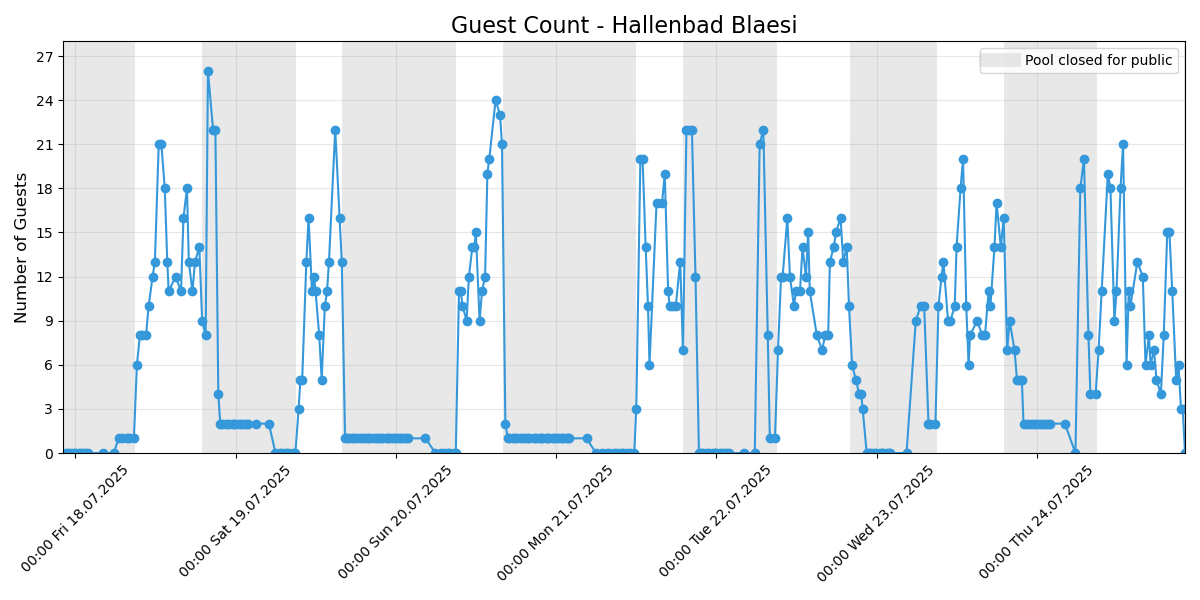 Guest Count - Hallenbad Blaesi
Pool closed for public
Number of Guests
27
24
21
18
15
12
9
6
3
0
00:00 Fri 18.07.2025
00:00 Sat 19.07.2025
00:00 Sun 20.07.2025
00:00 Mon 21.07.2025
00:00 Tue 22.07.2025
00:00 Wed 23.07.2025
00:00 Thu 24.07.2025